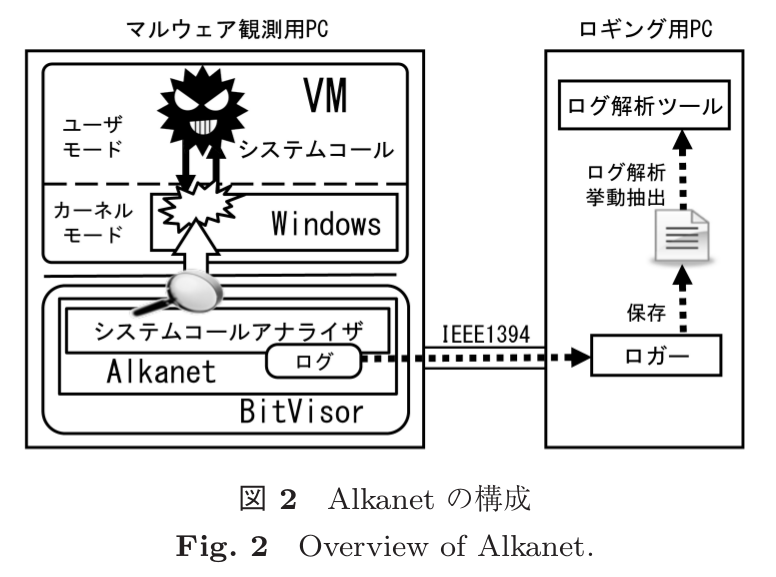 マルウェア観測用PC
ロギング用PC
VM
ユーザ
モード
システムコール
カーネル
モード
Windows
システムコールアナライザ
ログ
Alkanet
BitVisor
IEEE1394
ログ解析ツール
ログ解析
挙動抽出
保存
ロガー
図 2 Alkanet の構成
Fig. 2 Overview of Alkanet.